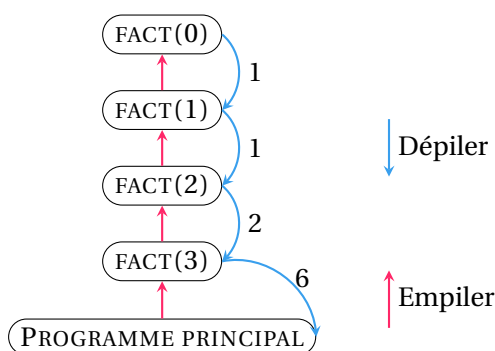 FACT(0)
1
FACT(1)
1
Dépiler
FACT(2)
2
FACT(3)
6
Empiler
PROGRAMME PRINCIPAL